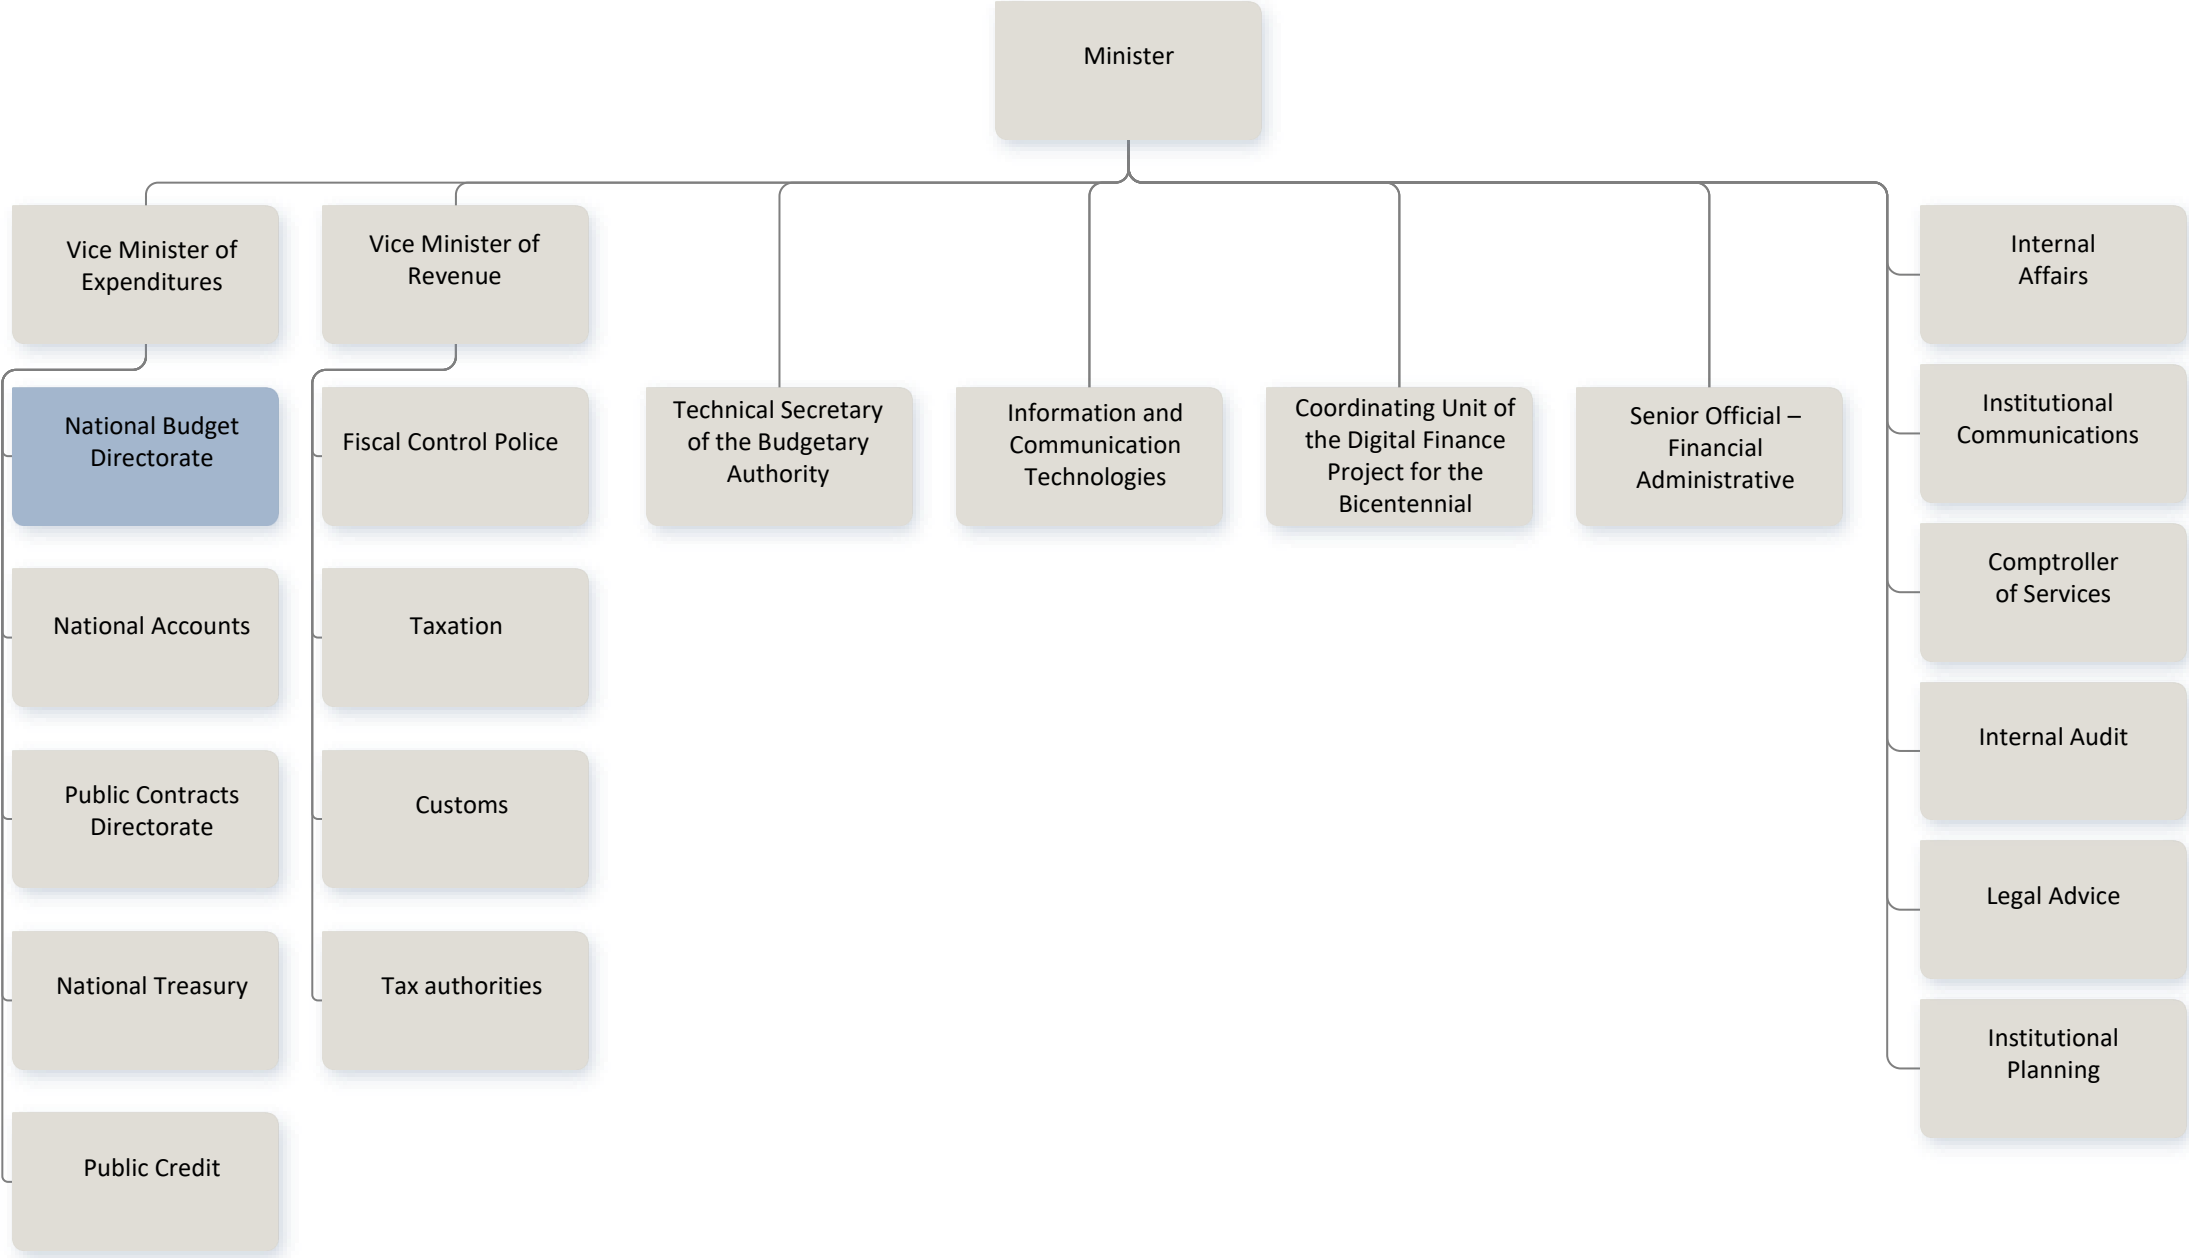 Minister
Vice Minister of
Expenditures
Vice Minister of
Revenue
National Budget
Directorate
National Accounts
Public Contracts
Directorate
National Treasury
Public Credit
Fiscal Control Police
Taxation
Customs
Tax authorities
Technical Secretary
of the Budgetary
Authority
Information and
Communication
Technologies
Coordinating Unit of
the Digital Finance
Project for the
Bicentennial
Senior Official –
Financial
Administrative
Internal
Affairs
Institutional
Communications
Comptroller
of Services
Internal Audit
Legal Advice
Institutional
Planning